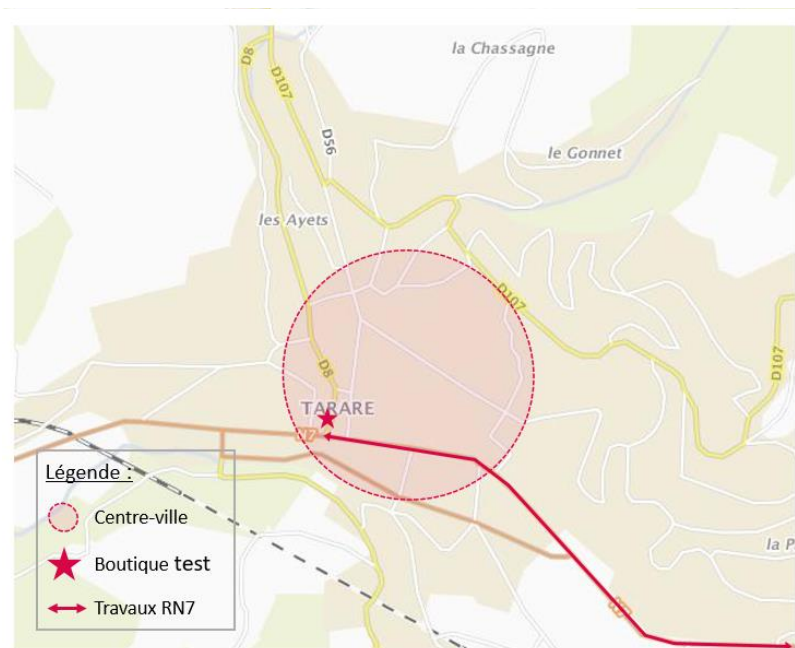 la Chassagne
D8
D107
D56
le Gonnet
les Ayets
D107
D107
D8
TARARE
N7
Légende :
Centre-ville
Boutique test
Travaux RN7
la P
N7